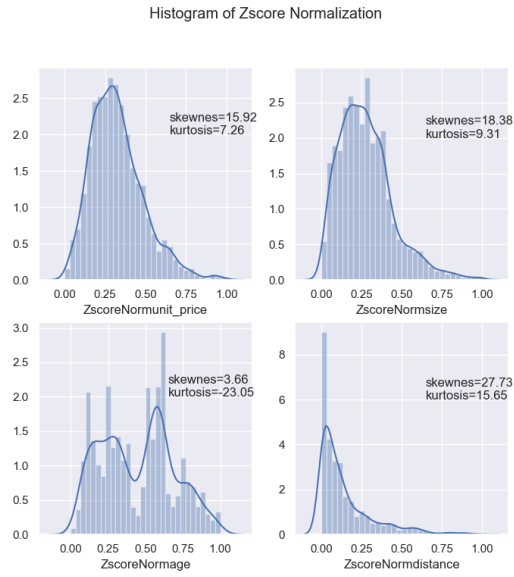 Histogram of Zscore Normalization
2.5
2.0
1.5
1.0
0.5
0.0
skewnes=15.92
kurtosis=7.26
0.00 0.25 0.50 0.75 1.00
ZscoreNormunit_price
2.5
2.0
1.5
1.0
0.5
0.0
skewnes=18.38
kurtosis=9.31
0.00 0.25 0.50 0.75 1.00
ZscoreNormsize
3.0
2.5
2.0
1.5
1.0
0.5
0.0
skewnes=3.66
kurtosis=-23.05
0.00 0.25 0.50 0.75 1.00
ZscoreNormage
8
6
4
2
0
skewnes=27.73
kurtosis=15.65
0.00 0.25 0.50 0.75 1.00
ZscoreNormdistance